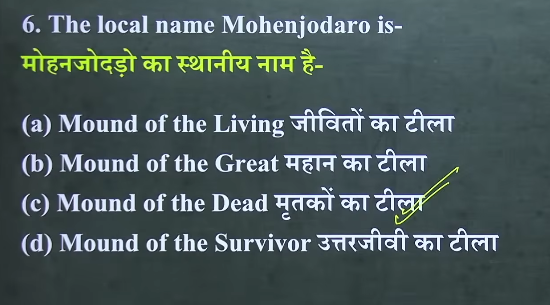 6. The local name Mohenjodaro is-
मोहनजोदड़ो का स्थानीय नाम है-
(a) Mound of the Living जीवितों का टीला
(b) Mound of the Great महान का टीला
(c) Mound of the Dead मृतकों का टीला
(d) Mound of the Survivor उत्तरजीवी का टीला